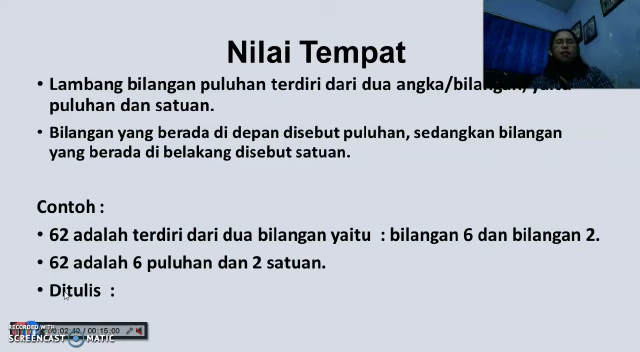 Nilai Tempat
• Lambang bilangan puluhan terdiri dari dua angka/bilangan, yaitu
puluhan dan satuan.
• Bilangan yang berada di depan disebut puluhan, sedangkan bilangan
yang berada di belakang disebut satuan.
Contoh :
• 62 adalah terdiri dari dua bilangan yaitu : bilangan 6 dan bilangan 2.
• 62 adalah 6 puluhan dan 2 satuan.
• Ditulis :
RECORDED WITH
SCREENCAST MATIC
00:02:40 / 00:15:00